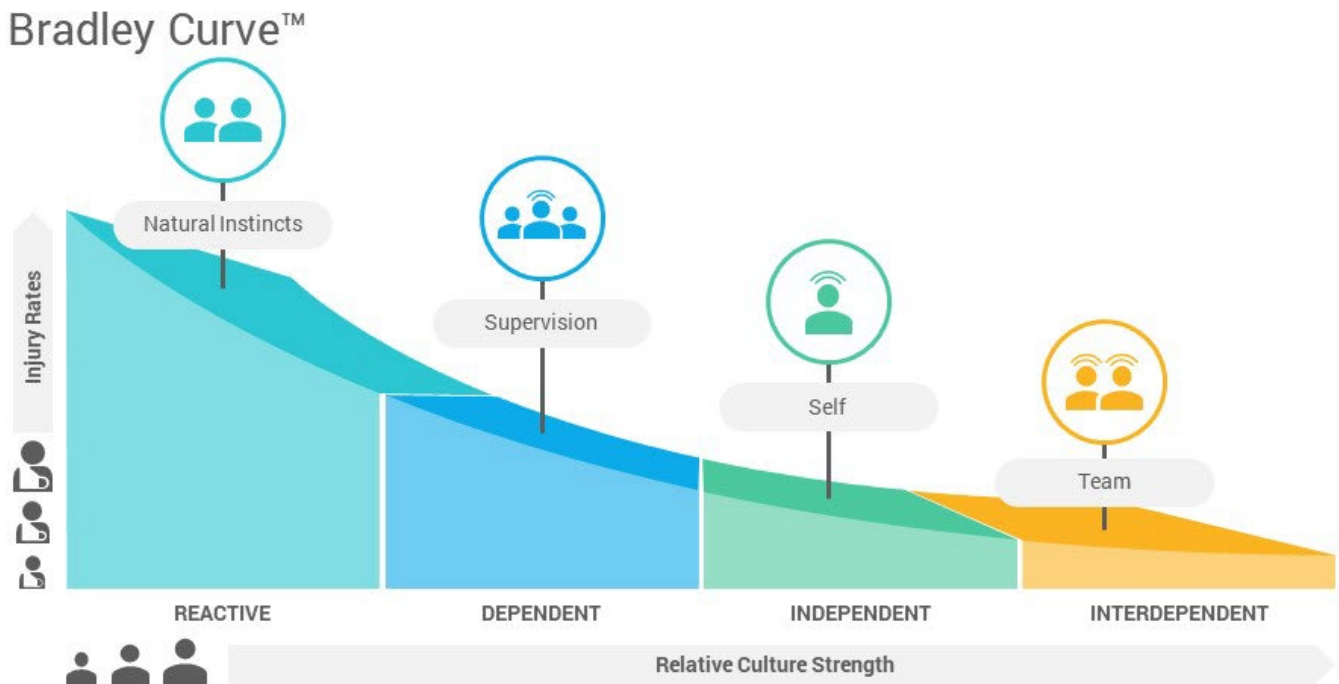 Bradley Curve™
Natural Instincts
Supervision
Self
Team
Injury Rates
REACTIVE
DEPENDENT
INDEPENDENT
INTERDEPENDENT
Relative Culture Strength